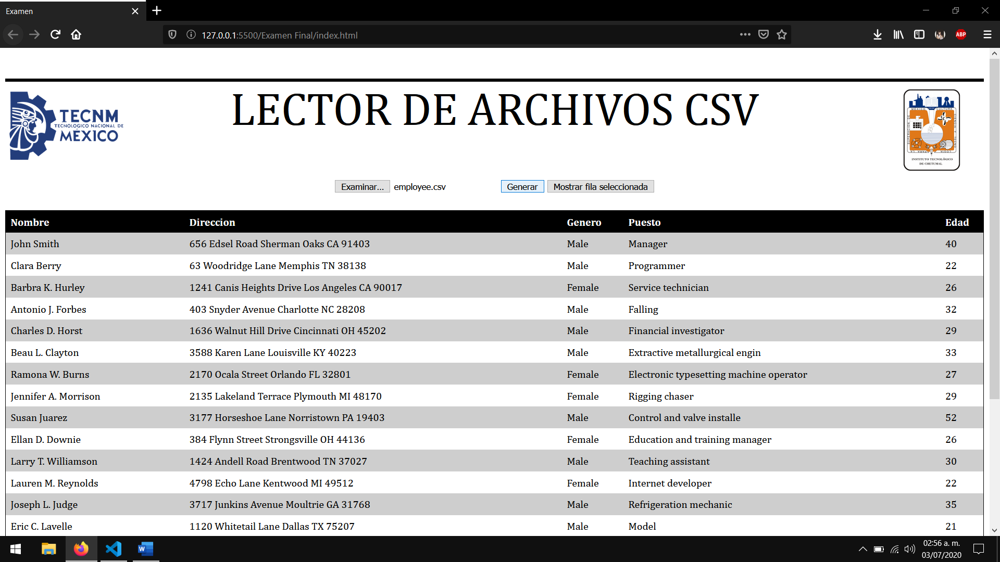 Examen
127.0.0.1:5500/Examen Final/index.html
ABP
TECNM
TECNOLÓGICO NACIONAL DE
MÉXICO
LECTOR DE ARCHIVOS CSV
INSTITUTO TECNOLÓGICO
DE CHETUMAL
Examinar... employee.csv Generar Mostrar fila seleccionada
Nombre Direccion Genero Puesto Edad
John Smith 656 Edsel Road Sherman Oaks CA 91403 Male Manager 40
Clara Berry 63 Woodridge Lane Memphis TN 38138 Male Programmer 22
Barbra K. Hurley 1241 Canis Heights Drive Los Angeles CA 90017 Female Service technician 26
Antonio J. Forbes 403 Snyder Avenue Charlotte NC 28208 Male Falling 32
Charles D. Horst 1636 Walnut Hill Drive Cincinnati OH 45202 Male Financial investigator 29
Beau L. Clayton 3588 Karen Lane Louisville KY 40223 Male Extractive metallurgical engin 33
Ramona W. Burns 2170 Ocala Street Orlando FL 32801 Female Electronic typesetting machine operator 27
Jennifer A. Morrison 2135 Lakeland Terrace Plymouth MI 48170 Female Rigging chaser 29
Susan Juarez 3177 Horseshoe Lane Norristown PA 19403 Male Control and valve installe 52
Ellan D. Downie 384 Flynn Street Strongsville OH 44136 Female Education and training manager 26
Larry T. Williamson 1424 Andell Road Brentwood TN 37027 Male Teaching assistant 30
Lauren M. Reynolds 4798 Echo Lane Kentwood MI 49512 Female Internet developer 22
Joseph L. Judge 3717 Junkins Avenue Moultrie GA 31768 Male Refrigeration mechanic 35
Eric C. Lavelle 1120 Whitetail Lane Dallas TX 75207 Male Model 21
W
02:56 a. m.
03/07/2020